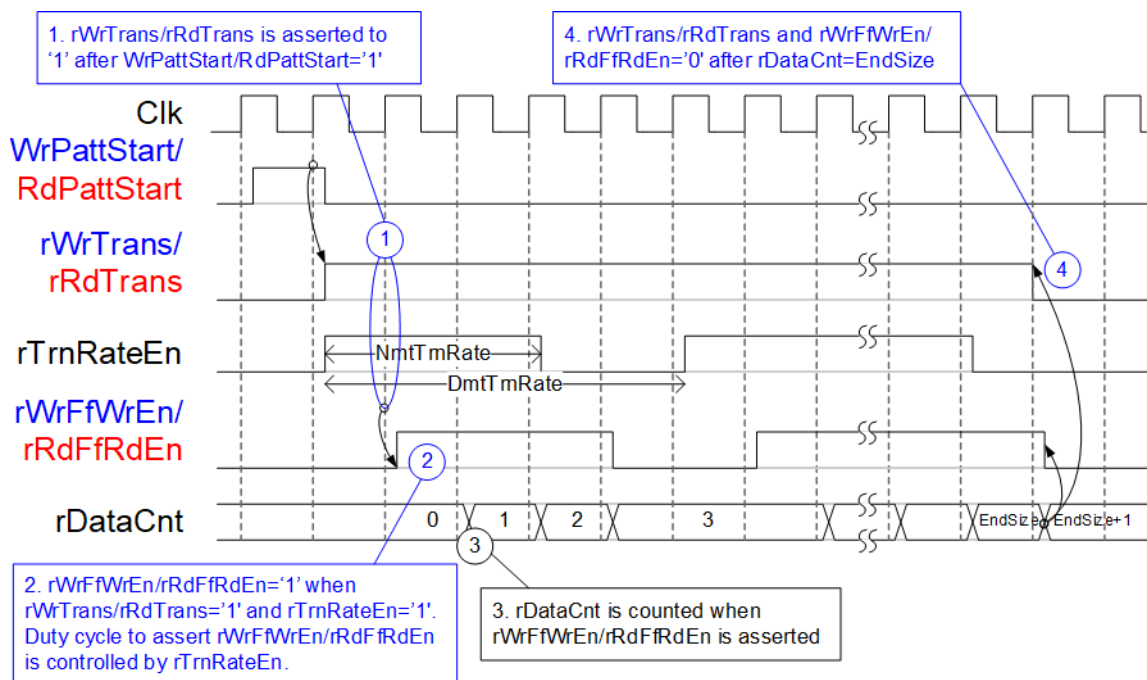 1. rWrTrans/rRdTrans is asserted to
‘1’ after WrPattStart/RdPattStart='1'
4. rWrTrans/rRdTrans and rWrFfWrEn/
rRdFfRdEn='0' after rDataCnt=EndSize
Clk
WrPattStart/
RdPattStart
rWrTrans/
rRdTrans
1
4
rTrnRateEn
NmtTmRate
DmtTmRate
rWrFfWrEn/
rRdFfRdEn
2
rDataCnt
0
1
2
3
EndSize
EndSize+1
3
2. rWrFfWrEn/rRdFfRdEn=‘1’ when
rWrTrans/rRdTrans='1' and rTrnRateEn='1'.
Duty cycle to assert rWrFfWrEn/rRdFfRdEn
is controlled by rTrnRateEn.
3. rDataCnt is counted when
rWrFfWrEn/rRdFfRdEn is asserted